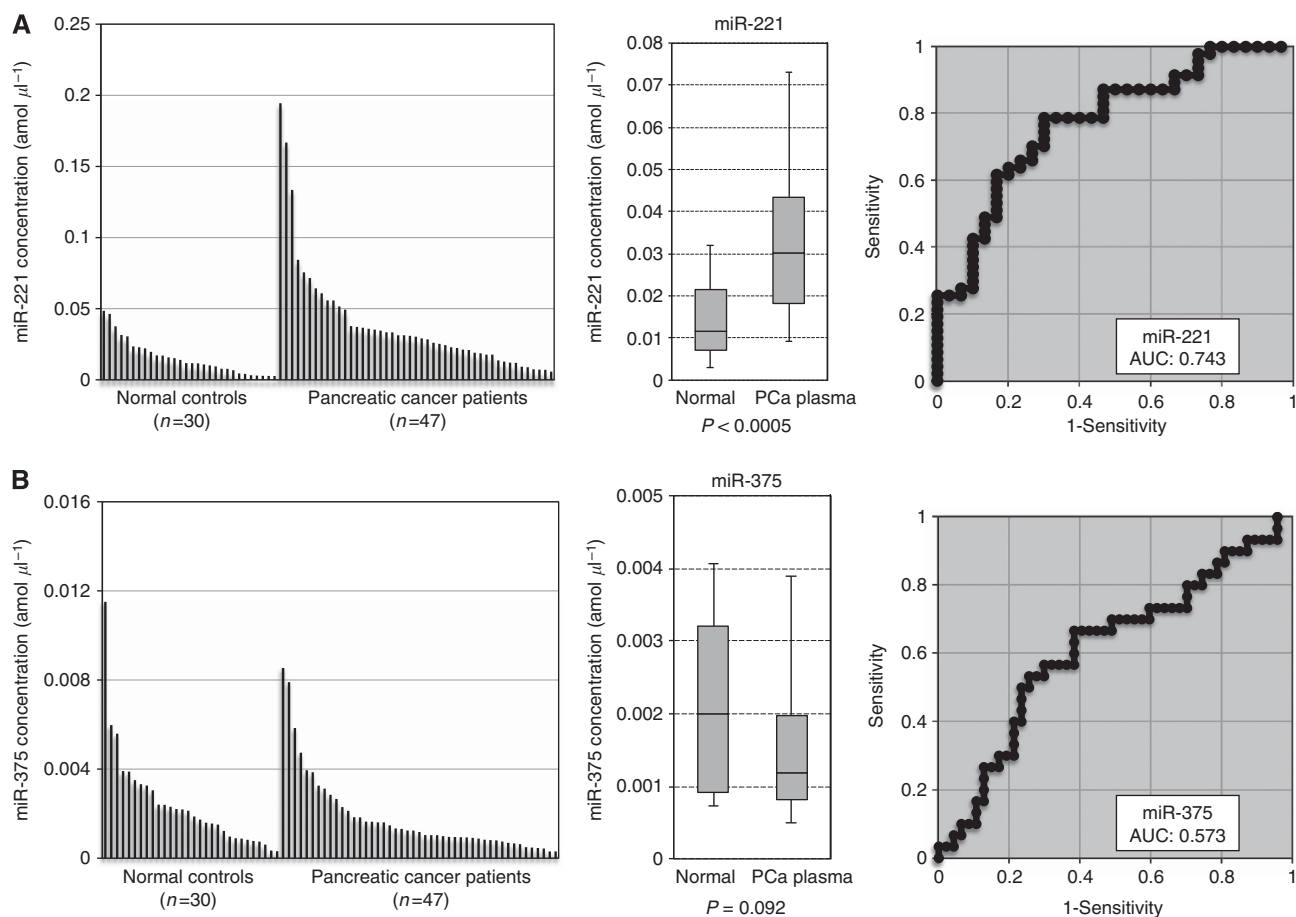 A
miR-221 concentration (amol μl⁻¹)
0.25
0.2
0.15
0.1
0.05
0
Normal controls
(n=30)
Pancreatic cancer patients
(n=47)
miR-221
miR-221 concentration (amol μl⁻¹)
0.08
0.07
0.06
0.05
0.04
0.03
0.02
0.01
0
Normal PCa plasma
P < 0.0005
Sensitivity
1
0.8
0.6
0.4
0.2
0
miR-221
AUC: 0.743
0 0.2 0.4 0.6 0.8 1
1-Sensitivity
B
miR-375 concentration (amol μl⁻¹)
0.016
0.012
0.008
0.004
0
Normal controls
(n=30)
Pancreatic cancer patients
(n=47)
miR-375
miR-375 concentration (amol μl⁻¹)
0.005
0.004
0.003
0.002
0.001
0
Normal PCa plasma
P = 0.092
Sensitivity
1
0.8
0.6
0.4
0.2
0
miR-375
AUC: 0.573
0 0.2 0.4 0.6 0.8 1
1-Sensitivity